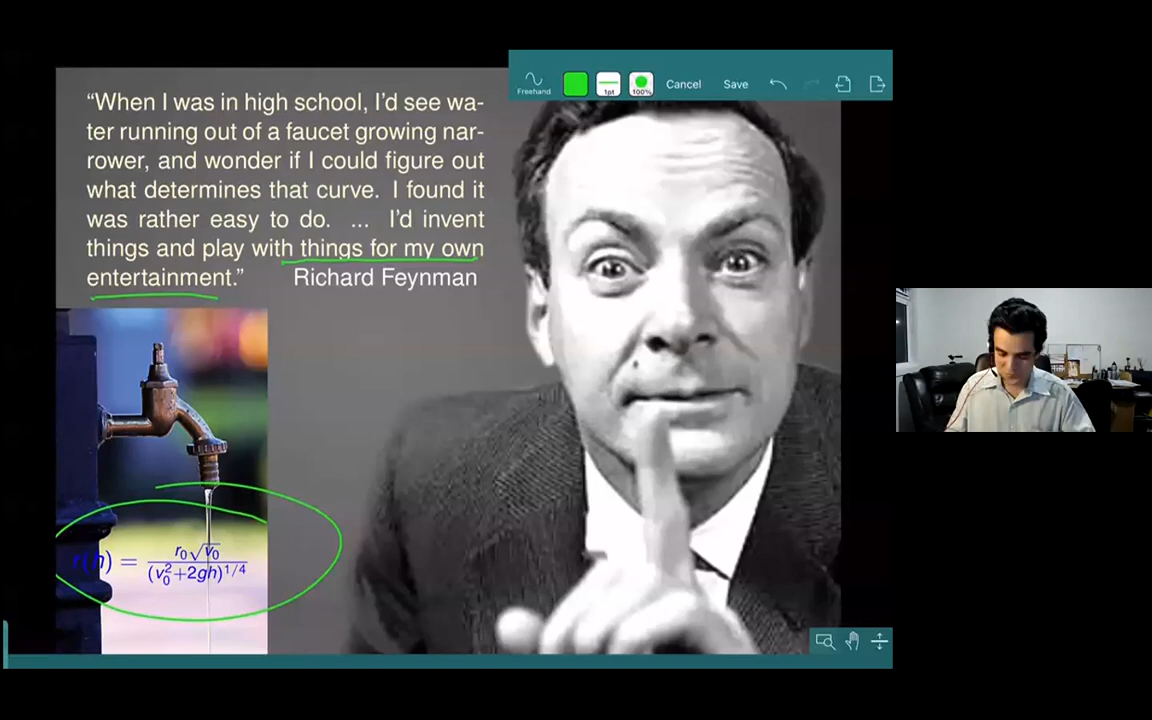 Freehand 1pt 100% Cancel Save
“When I was in high school, I’d see wa-
ter running out of a faucet growing nar-
rower, and wonder if I could figure out
what determines that curve. I found it
was rather easy to do. ... I’d invent
things and play with things for my own
entertainment.” Richard Feynman
r(h) = r₀√v₀ / (v₀²+2gh)^1/4